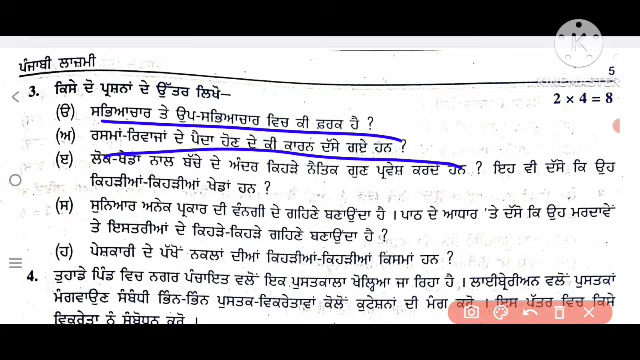 ਪੰਜਾਬੀ ਲਾਜ਼ਮੀ
5
KINEMASTER
3. ਕਿਸੇ ਦੋ ਪ੍ਰਸ਼ਨਾਂ ਦੇ ਉੱਤਰ ਲਿਖੋ— 2 × 4 = 8
(ੳ) ਸਭਿਆਚਾਰ ਤੇ ਉਪ-ਸਭਿਆਚਾਰ ਵਿਚ ਕੀ ਫ਼ਰਕ ਹੈ ?
(ਅ) ਰਸਮਾਂ-ਰਿਵਾਜਾਂ ਦੇ ਪੈਦਾ ਹੋਣ ਦੇ ਕੀ ਕਾਰਨ ਦੱਸੇ ਗਏ ਹਨ ?
(ੲ) ਲੋਕ-ਖੇਡਾਂ ਨਾਲ ਬੱਚੇ ਦੇ ਅੰਦਰ ਕਿਹੜੇ ਨੈਤਿਕ ਗੁਣ ਪ੍ਰਵੇਸ਼ ਕਰਦੇ ਹਨ ? ਇਹ ਵੀ ਦੱਸੋ ਕਿ ਉਹ
ਕਿਹੜੀਆਂ-ਕਿਹੜੀਆਂ ਖੇਡਾਂ ਹਨ ?
(ਸ) ਸੁਨਿਆਰ ਅਨੇਕ ਪ੍ਰਕਾਰ ਦੀ ਵੰਨਗੀ ਦੇ ਗਹਿਣੇ ਬਣਾਉਂਦਾ ਹੈ । ਪਾਠ ਦੇ ਆਧਾਰ 'ਤੇ ਦੱਸੋ ਕਿ ਉਹ ਮਰਦਾਵੇਂ
ਤੇ ਇਸਤਰੀਆਂ ਦੇ ਕਿਹੜੇ-ਕਿਹੜੇ ਗਹਿਣੇ ਬਣਾਉਂਦਾ ਹੈ ?
(ਹ) ਪੇਸ਼ਕਾਰੀ ਦੇ ਪੱਖੋਂ ਨਕਲਾਂ ਦੀਆਂ ਕਿਹੜੀਆਂ-ਕਿਹੜੀਆਂ ਕਿਸਮਾਂ ਹਨ ?
4. ਤੁਹਾਡੇ ਪਿੰਡ ਵਿਚ ਨਗਰ ਪੰਚਾਇਤ ਵਲੋਂ ਇਕ ਪੁਸਤਕਾਲਾ ਖੋਲ੍ਹਿਆ ਜਾ ਰਿਹਾ ਹੈ । ਲਾਈਬ੍ਰੇਰੀਅਨ ਵਲੋਂ ਪੁਸਤਕਾਂ
ਮੰਗਵਾਉਣ ਸੰਬੰਧੀ ਭਿੰਨ-ਭਿੰਨ ਪੁਸਤਕ-ਵਿਕਰੇਤਾਵਾਂ ਕੋਲੋਂ ਕੁਟੇਸ਼ਨਾਂ ਦੀ ਮੰਗ ਕਰੋ । ਇਸ ਪੱਤਰ ਵਿਚ ਕਿਸੇ
ਵਿਕਰੇਤਾ ਨੂੰ ਸੰਬੋਧਨ ਕਰੋ ।